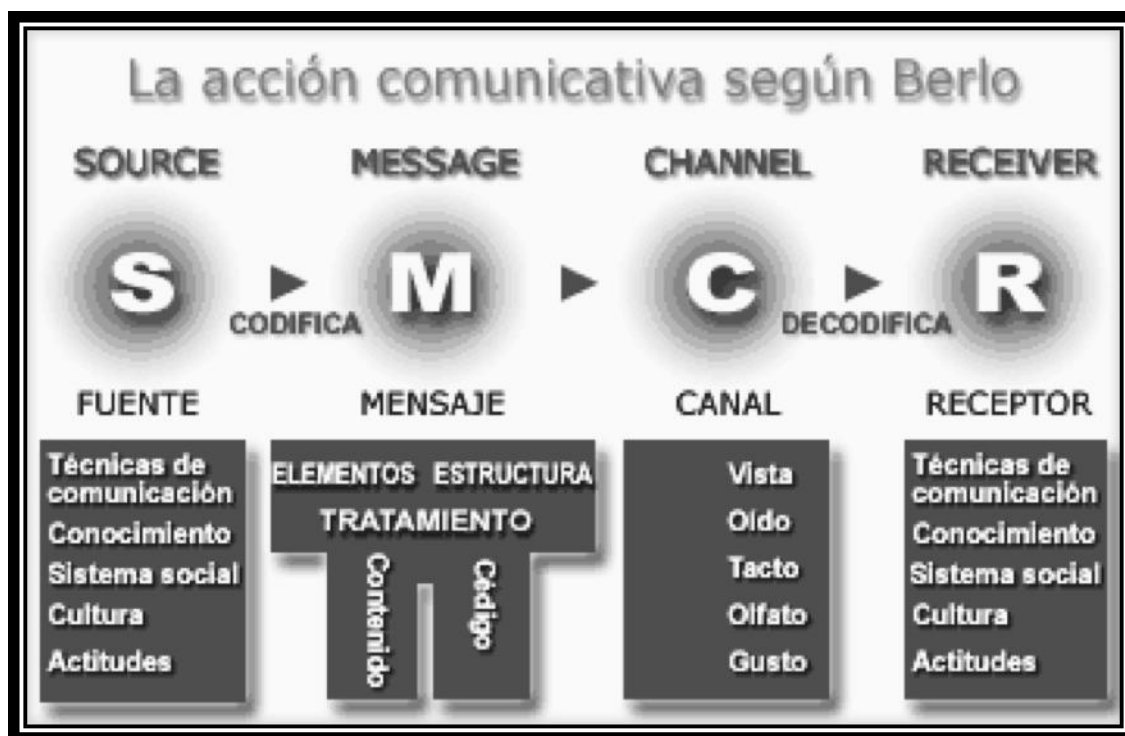 La acción comunicativa según Berlo
SOURCE
MESSAGE
CHANNEL
RECEIVER
S
M
C
R
CODIFICA
DECODIFICA
FUENTE
MENSAJE
CANAL
RECEPTOR
Técnicas de
comunicación
Conocimiento
Sistema social
Cultura
Actitudes
ELEMENTOS ESTRUCTURA
TRATAMIENTO
Contenido
Código
Vista
Oído
Tacto
Olfato
Gusto
Técnicas de
comunicación
Conocimiento
Sistema social
Cultura
Actitudes